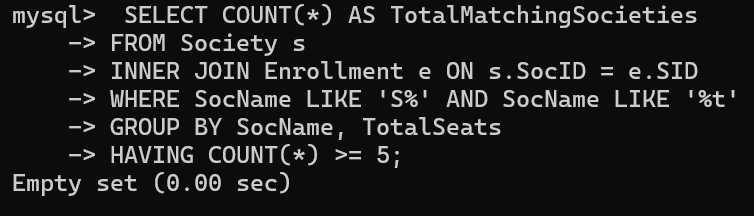 mysql>  SELECT COUNT(*) AS TotalMatchingSocieties
    -> FROM Society s
    -> INNER JOIN Enrollment e ON s.SocID = e.SID
    -> WHERE SocName LIKE 'S%' AND SocName LIKE '%t'
    -> GROUP BY SocName, TotalSeats
    -> HAVING COUNT(*) >= 5;
Empty set (0.00 sec)